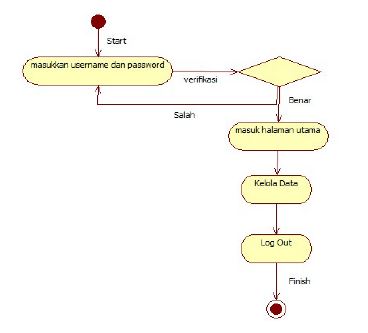 Start
masukkan username dan password
verifikasi
Salah
Benar
masuk halaman utama
Kelola Data
Log Out
Finish